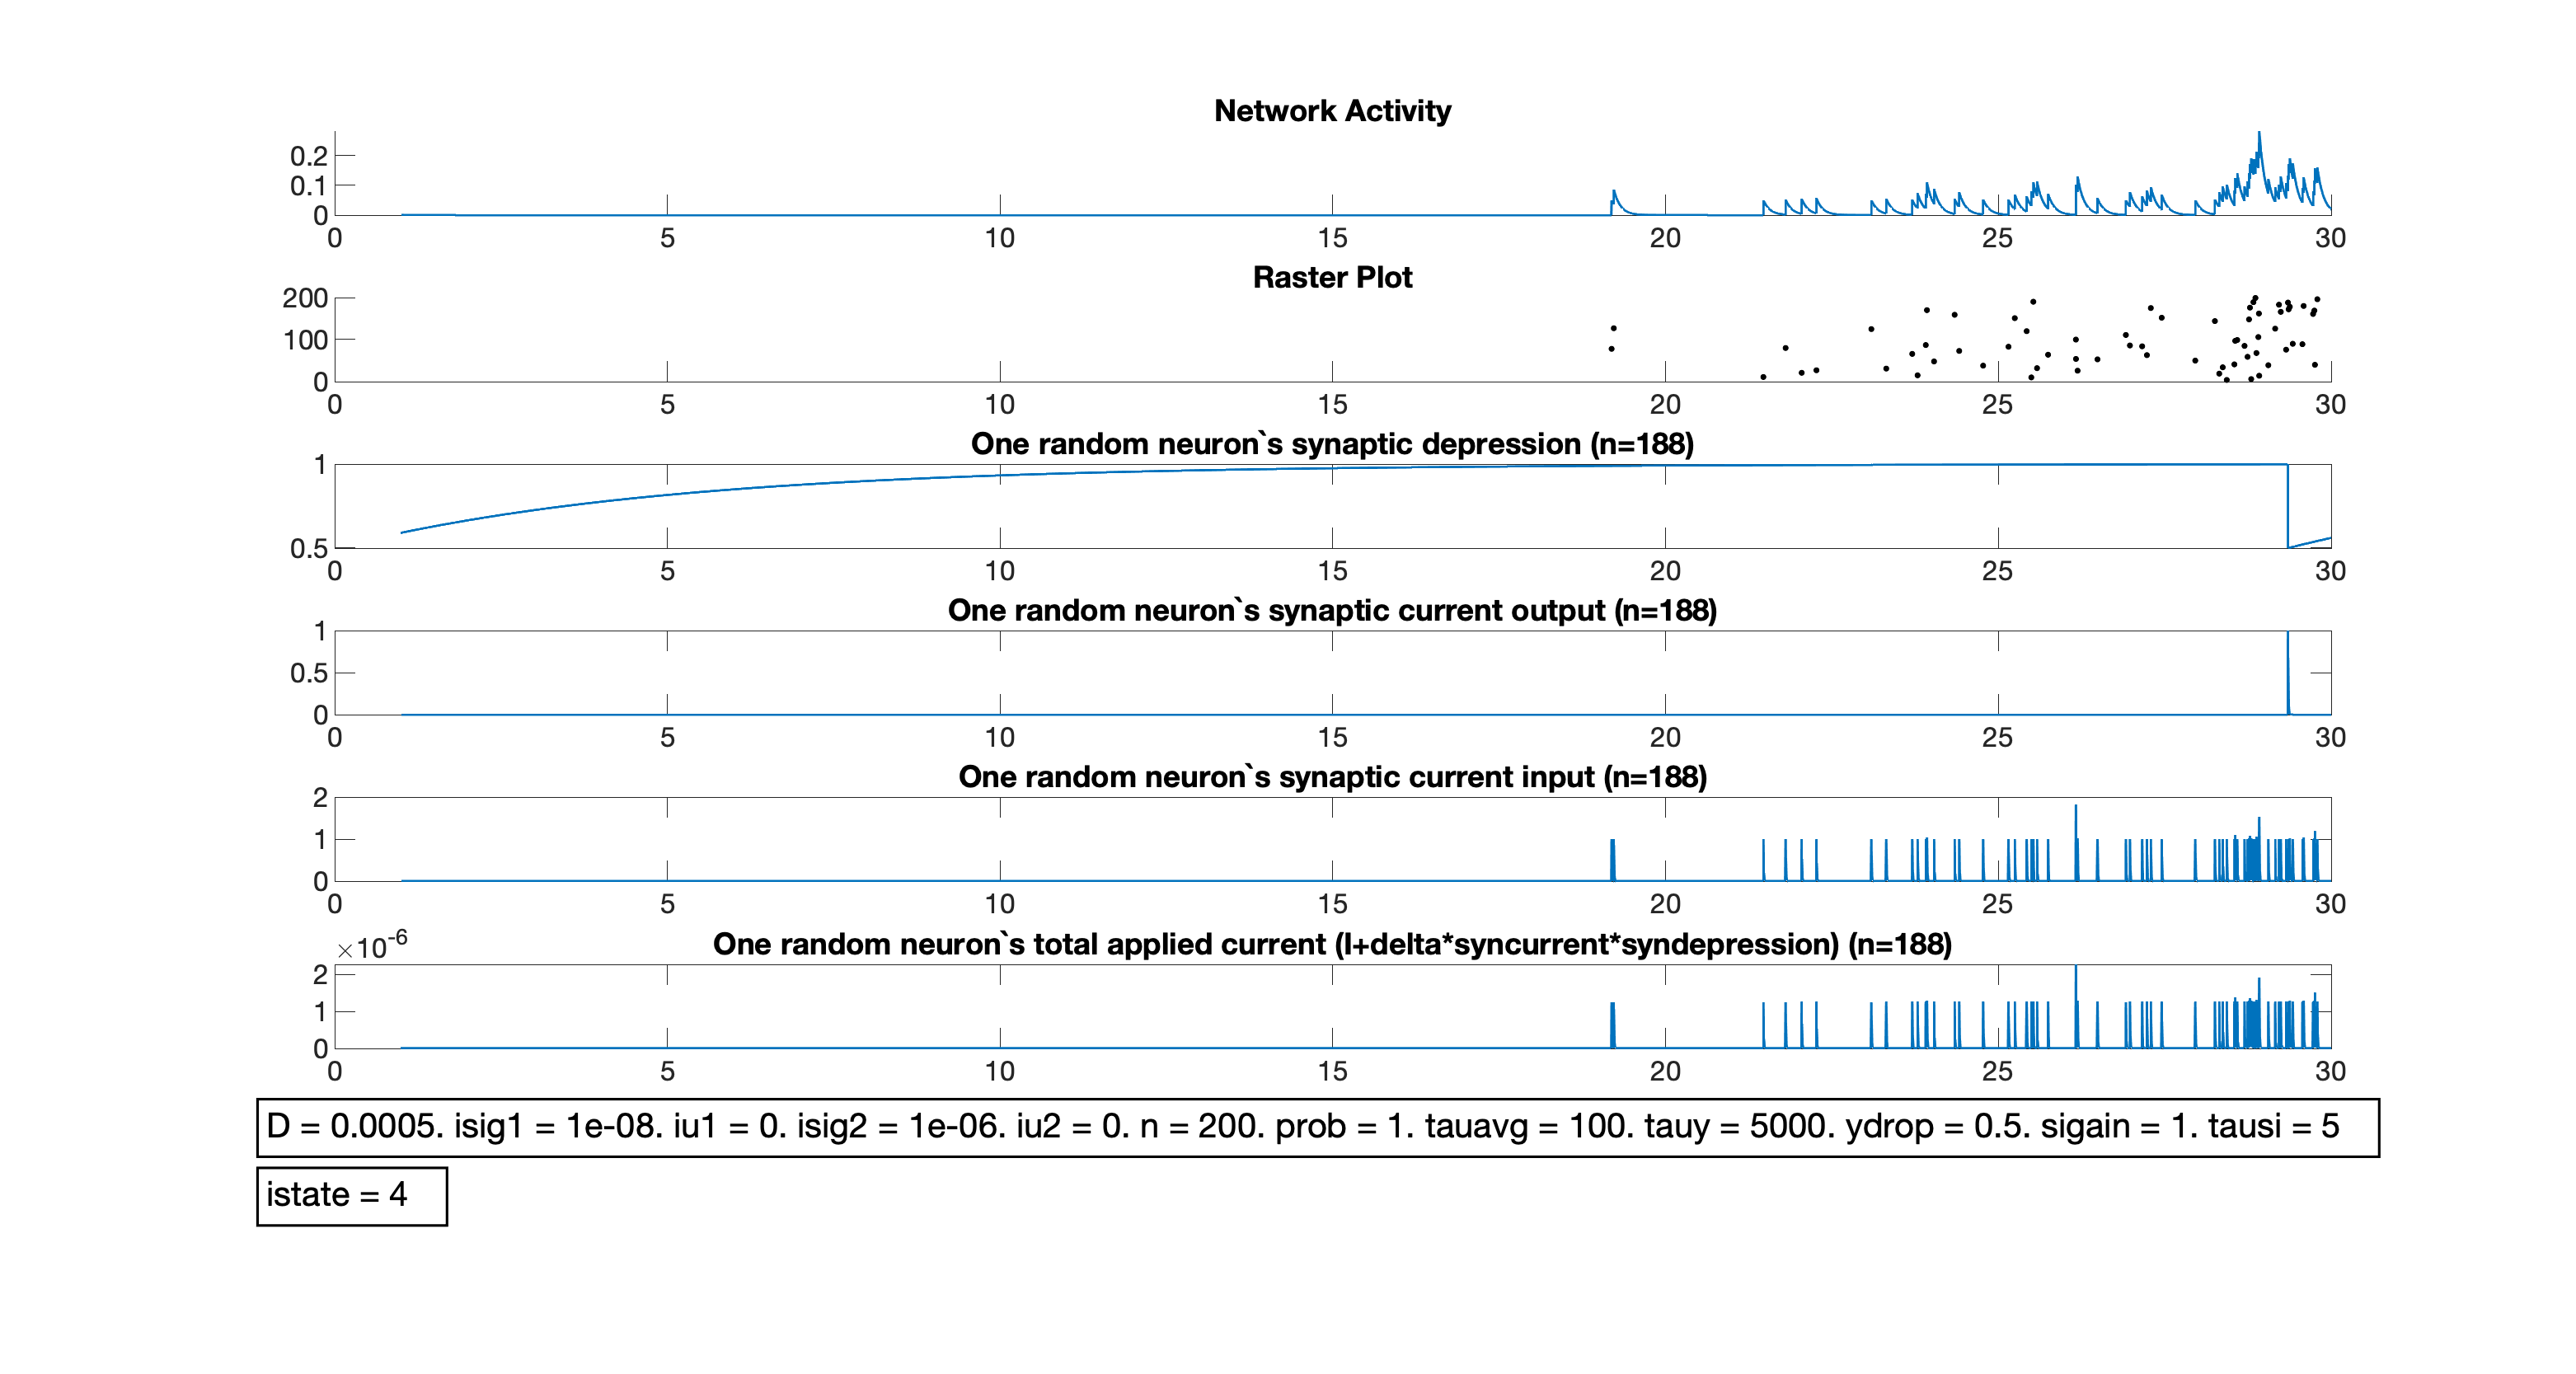 Network Activity
0.2
0.1
0
0 5 10 15 20 25 30
Raster Plot
200
100
0
0 5 10 15 20 25 30
One random neuron`s synaptic depression (n=188)
1
0.5
0 5 10 15 20 25 30
One random neuron`s synaptic current output (n=188)
1
0.5
0
0 5 10 15 20 25 30
One random neuron`s synaptic current input (n=188)
2
1
0
0 5 10 15 20 25 30
×10-6 One random neuron`s total applied current (I+delta*syncurrent*syndepression) (n=188)
2
1
0
0 5 10 15 20 25 30
D = 0.0005. isig1 = 1e-08. iu1 = 0. isig2 = 1e-06. iu2 = 0. n = 200. prob = 1. tauavg = 100. tauy = 5000. ydrop = 0.5. sigain = 1. tausi = 5
istate = 4